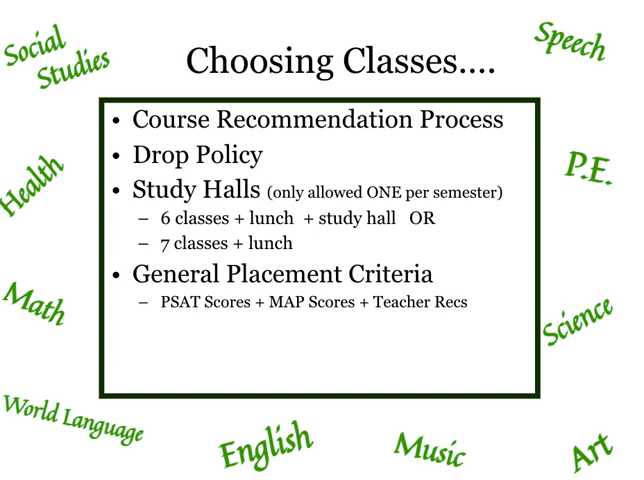 Social
Studies
Speech
Choosing Classes....
Health
P.E.
• Course Recommendation Process
• Drop Policy
• Study Halls (only allowed ONE per semester)
– 6 classes + lunch + study hall OR
– 7 classes + lunch
• General Placement Criteria
– PSAT Scores + MAP Scores + Teacher Recs
Math
Science
World Language
English
Music
Art